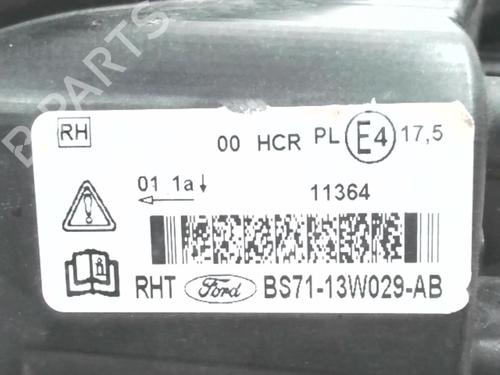 B PARTS
RH 00 HCR PL E4 17,5
01 1a
11364
i
RHT Ford BS71-13W029-AB